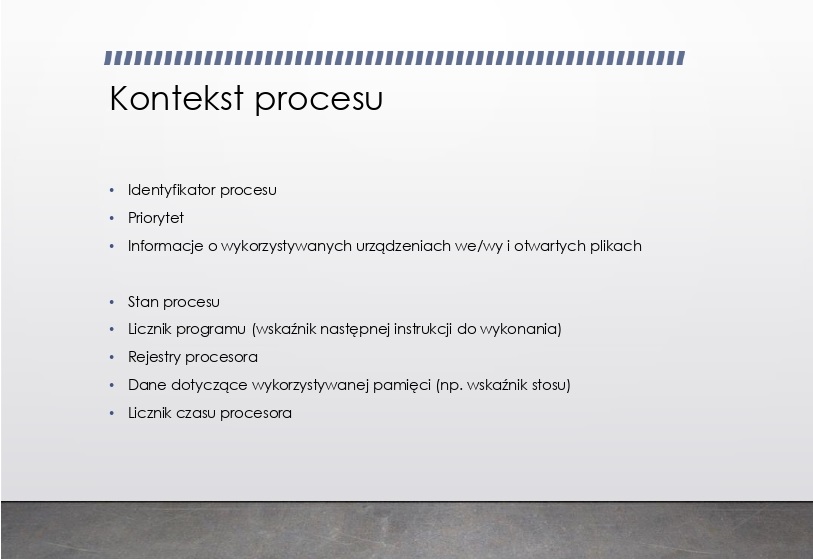 Kontekst procesu
• Identyfikator procesu
• Priorytet
• Informacje o wykorzystywanych urządzeniach we/wy i otwartych plikach
• Stan procesu
• Licznik programu (wskaźnik następnej instrukcji do wykonania)
• Rejestry procesora
• Dane dotyczące wykorzystywanej pamięci (np. wskaźnik stosu)
• Licznik czasu procesora